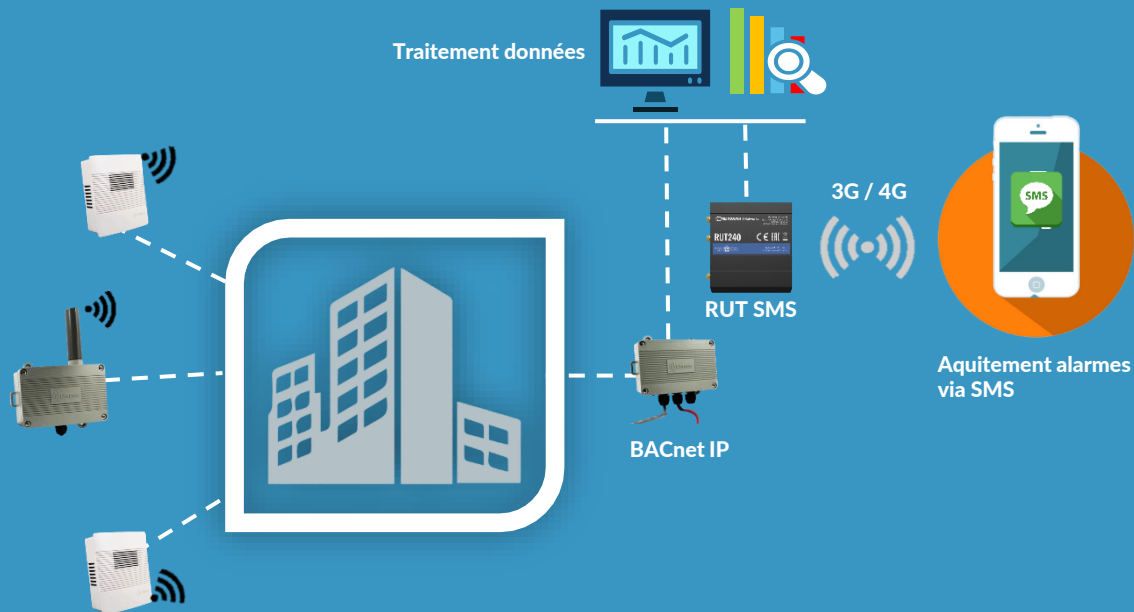 Traitement données
3G / 4G
SMS
RUT240
RUT SMS
Aquitement alarmes
via SMS
BACnet IP